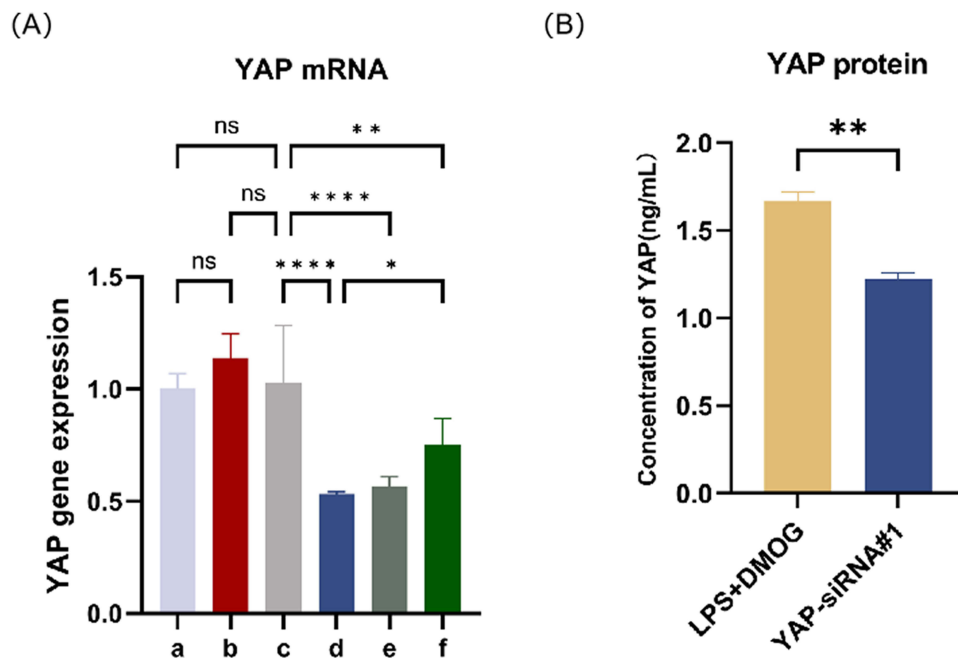 (A)
YAP mRNA
ns
**
ns
****
ns
****
*
YAP gene expression
1.5
1.0
0.5
0.0
a b c d e f
(B)
YAP protein
**
Concentration of YAP(ng/mL)
2.0
1.5
1.0
0.5
0.0
LPS+DMOG
YAP-siRNA#1